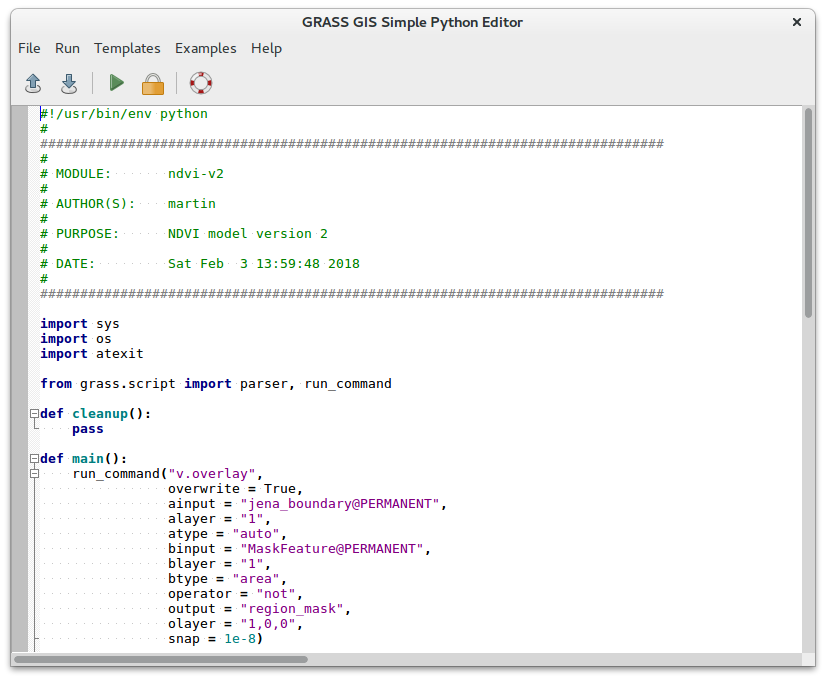 GRASS GIS Simple Python Editor
File Run Templates Examples Help
#!/usr/bin/env python
#
##############################################################################
#
# MODULE:       ndvi-v2
#
# AUTHOR(S):    martin
#
# PURPOSE:      NDVI model version 2
#
# DATE:         Sat Feb  3 13:59:48 2018
#
##############################################################################
import sys
import os
import atexit
from grass.script import parser, run_command
def cleanup():
    pass
def main():
    run_command("v.overlay",
                overwrite = True,
                ainput = "jena_boundary@PERMANENT",
                alayer = "1",
                atype = "auto",
                binput = "MaskFeature@PERMANENT",
                blayer = "1",
                btype = "area",
                operator = "not",
                output = "region_mask",
                olayer = "1,0,0",
                snap = 1e-8)